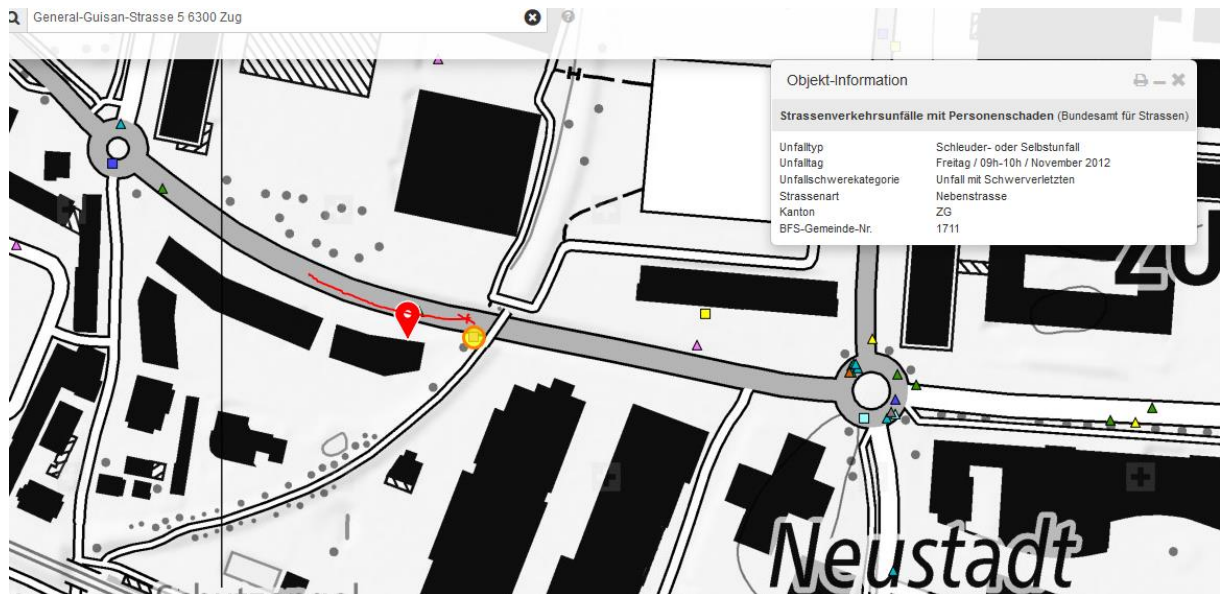 General-Guisan-Strasse 5 6300 Zug
Objekt-Information
Strassenverkehrsunfälle mit Personenschaden (Bundesamt für Strassen)
Unfalltyp Schleuder- oder Selbstunfall
Unfalltag Freitag / 09h-10h / November 2012
Unfallschwerekategorie Unfall mit Schwerverletzten
Strassenart Nebenstrasse
Kanton ZG
BFS-Gemeinde-Nr. 1711
ZU
Neustadt